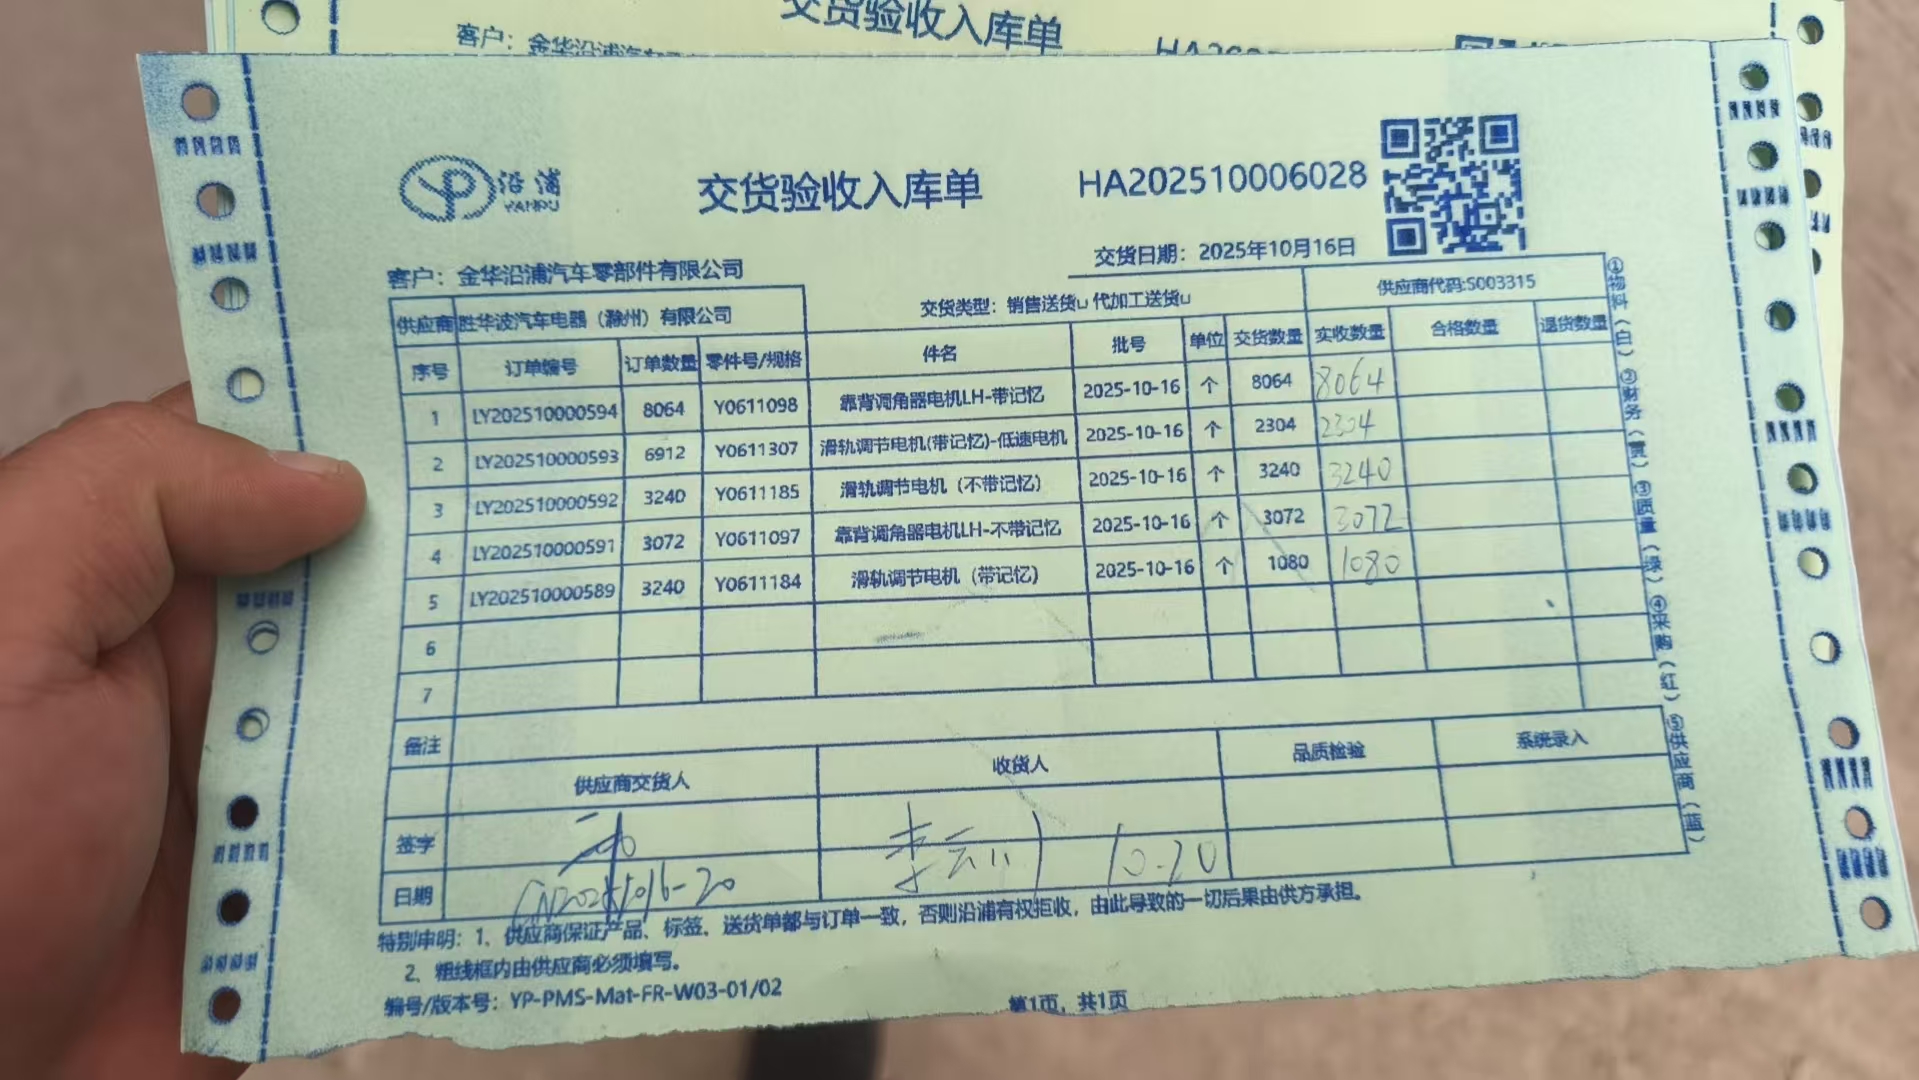 交货验收入库单
客户：金华沿浦汽车
沿浦
YANPU
交货验收入库单
HA202510006028
交货日期：2025年10月16日
客户：金华沿浦汽车零部件有限公司
供应商 胜华波汽车电器（滁州）有限公司 交货类型：销售送货u 代加工送货u 供应商代码:S003315
序号 订单编号 订单数量 零件号/规格 件名 批号 单位 交货数量 实收数量 合格数量 退货数量
1 LY202510000594 8064 Y0611098 靠背调角器电机LH-带记忆 2025-10-16 个 8064 8064
2 LY202510000593 6912 Y0611307 滑轨调节电机(带记忆)-低速电机 2025-10-16 个 2304 2304
3 LY202510000592 3240 Y0611185 滑轨调节电机（不带记忆） 2025-10-16 个 3240 3240
4 LY202510000591 3072 Y0611097 靠背调角器电机LH-不带记忆 2025-10-16 个 3072 3072
5 LY202510000589 3240 Y0611184 滑轨调节电机（带记忆） 2025-10-16 个 1080 1080
6
7
备注
供应商交货人 收货人 品质检验 系统录入
签字 李云川 10-20
日期
特别申明：1、供应商保证产品、标签、送货单都与订单一致，否则沿浦有权拒收，由此导致的一切后果由供方承担。
2、粗线框内由供应商必须填写。
编号/版本号：YP-PMS-Mat-FR-W03-01/02
第1页，共1页
①物料（白）②财务（黄）③质量（绿）④采购（红）⑤供应商（蓝）